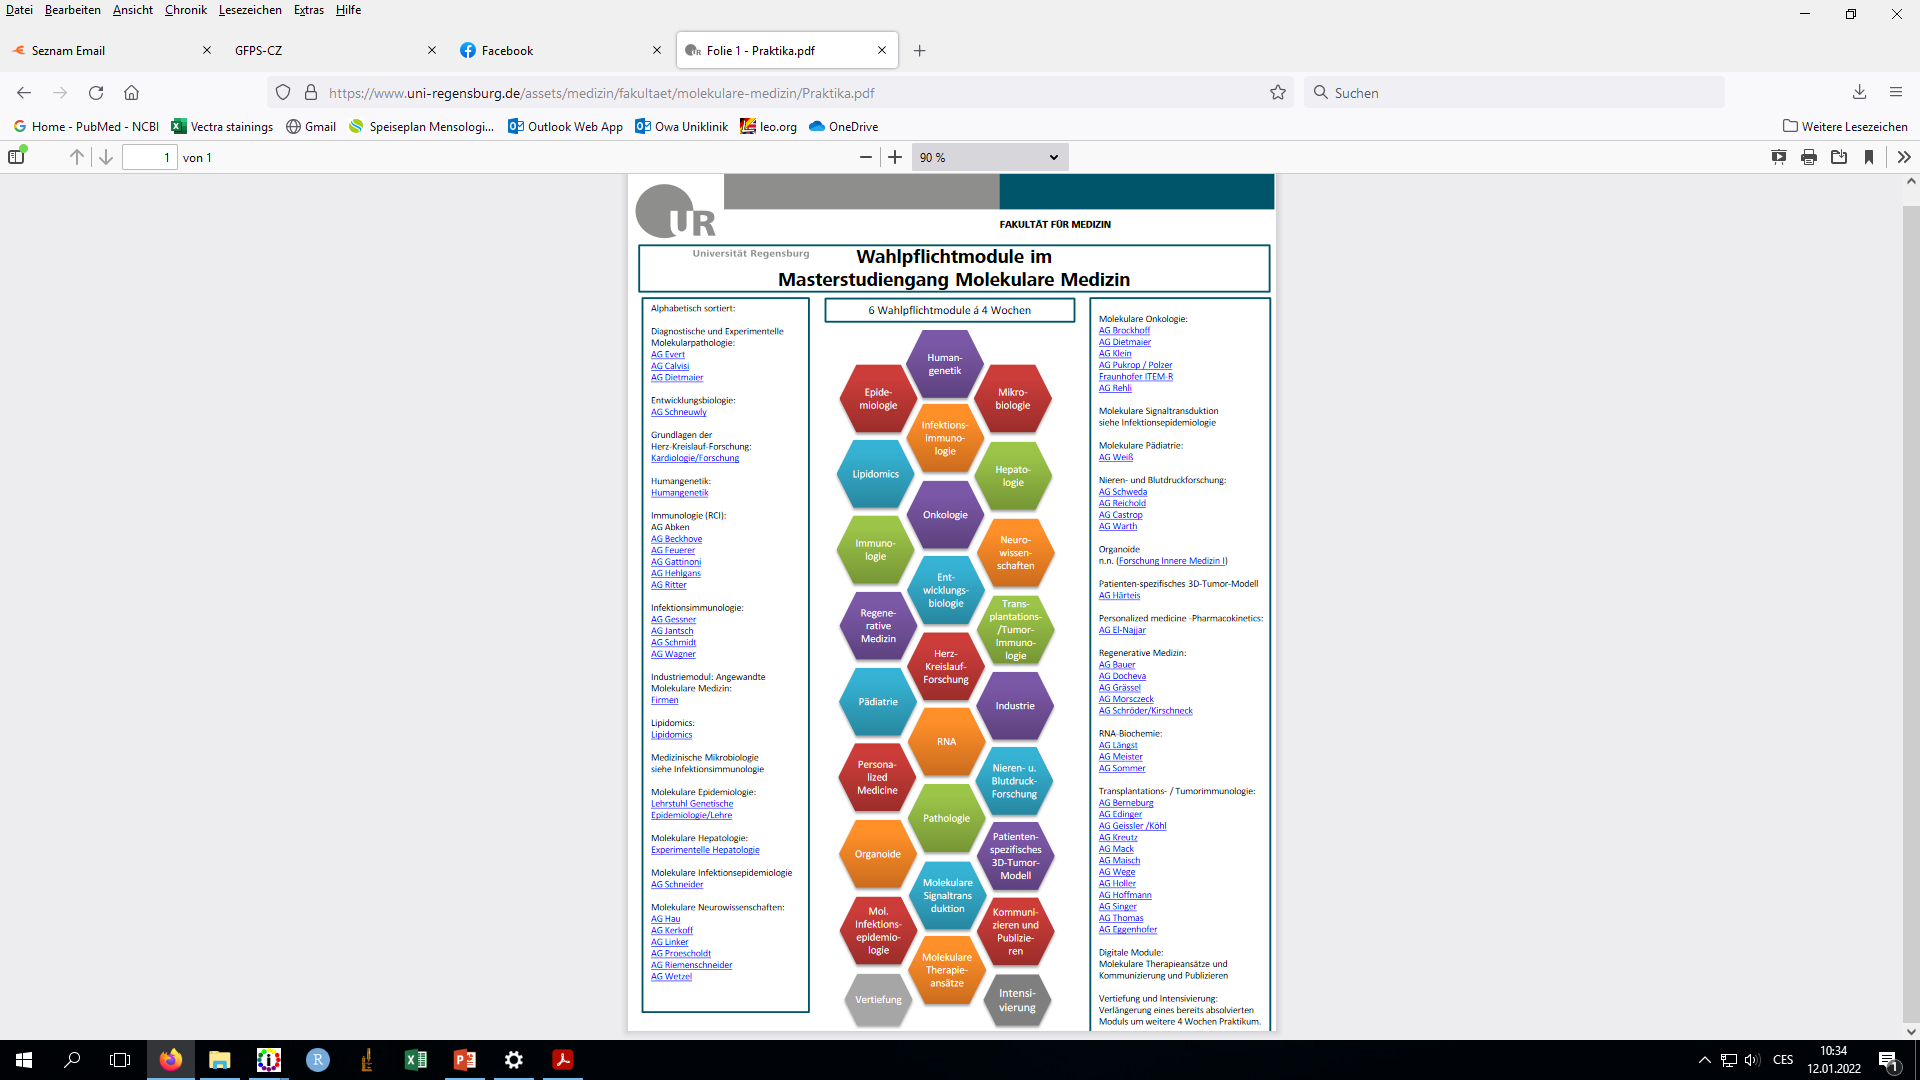 Datei Bearbeiten Ansicht Chronik Lesezeichen Extras Hilfe
Seznam Email
GFPS-CZ
Facebook
Folie 1 - Praktika.pdf
https://www.uni-regensburg.de/assets/medizin/fakultaet/molekulare-medizin/Praktika.pdf
Suchen
Home - PubMed - NCBI
Vectra stainings
Gmail
Speiseplan Mensologi...
Outlook Web App
Owa Uniklinik
leo.org
OneDrive
Weitere Lesezeichen
1 von 1
90 %
UR
FAKULTÄT FÜR MEDIZIN
Universität Regensburg
Wahlpflichtmodule im
Masterstudiengang Molekulare Medizin
Alphabetisch sortiert:
Diagnostische und Experimentelle
Molekularpathologie:
AG Evert
AG Calvisi
AG Dietmaier
Entwicklungsbiologie:
AG Schneuwly
Grundlagen der
Herz-Kreislauf-Forschung:
Kardiologie/Forschung
Humangenetik:
Humangenetik
Immunologie (RCI):
AG Abken
AG Beckhove
AG Feuerer
AG Gattinoni
AG Hehlgans
AG Ritter
Infektionsimmunologie:
AG Gessner
AG Jantsch
AG Schmidt
AG Wagner
Industriemodul: Angewandte
Molekulare Medizin:
Firmen
Lipidomics:
Lipidomics
Medizinische Mikrobiologie
siehe Infektionsimmunologie
Molekulare Epidemiologie:
Lehrstuhl Genetische
Epidemiologie/Lehre
Molekulare Hepatologie:
Experimentelle Hepatologie
Molekulare Infektionsepidemiologie
AG Schneider
Molekulare Neurowissenschaften:
AG Hau
AG Kerkoff
AG Linker
AG Proescholdt
AG Riemenschneider
AG Wetzel
6 Wahlpflichtmodule á 4 Wochen
Human-
genetik
Epide-
miologie
Mikro-
biologie
Infektions-
immuno-
logie
Lipidomics
Hepato-
logie
Onkologie
Immuno-
logie
Neuro-
wissen-
schaften
Ent-
wicklungs-
biologie
Regene-
rative
Medizin
Trans-
plantations-
/Tumor-
Immuno-
logie
Herz-
Kreislauf-
Forschung
Pädiatrie
Industrie
RNA
Persona-
lized
Medicine
Nieren- u.
Blutdruck-
Forschung
Pathologie
Organoide
Patienten-
spezifisches
3D-Tumor-
Modell
Molekulare
Signaltrans
duktion
Mol.
Infektions-
epidemio-
logie
Kommuni-
zieren und
Publizie-
ren
Molekulare
Therapie-
ansätze
Vertiefung
Intensi-
vierung
Molekulare Onkologie:
AG Brockhoff
AG Dietmaier
AG Klein
AG Pukrop / Polzer
Fraunhofer ITEM-R
AG Rehli
Molekulare Signaltransduktion
siehe Infektionsepidemiologie
Molekulare Pädiatrie:
AG Weiß
Nieren- und Blutdruckforschung:
AG Schweda
AG Reichold
AG Castrop
AG Warth
Organoide
n.n. (Forschung Innere Medizin I)
Patienten-spezifisches 3D-Tumor-Modell
AG Härteis
Personalized medicine -Pharmacokinetics:
AG El-Najjar
Regenerative Medizin:
AG Bauer
AG Docheva
AG Grässel
AG Morsczeck
AG Schröder/Kirschneck
RNA-Biochemie:
AG Längst
AG Meister
AG Sommer
Transplantations- / Tumorimmunologie:
AG Berneburg
AG Edinger
AG Geissler /Köhl
AG Kreutz
AG Mack
AG Maisch
AG Wege
AG Holler
AG Hoffmann
AG Singer
AG Thomas
AG Eggenhofer
Digitale Module:
Molekulare Therapieansätze und
Kommunizierung und Publizieren
Vertiefung und Intensivierung:
Verlängerung eines bereits absolvierten
Moduls um weitere 4 Wochen Praktikum.
CES
10:34
12.01.2022
1